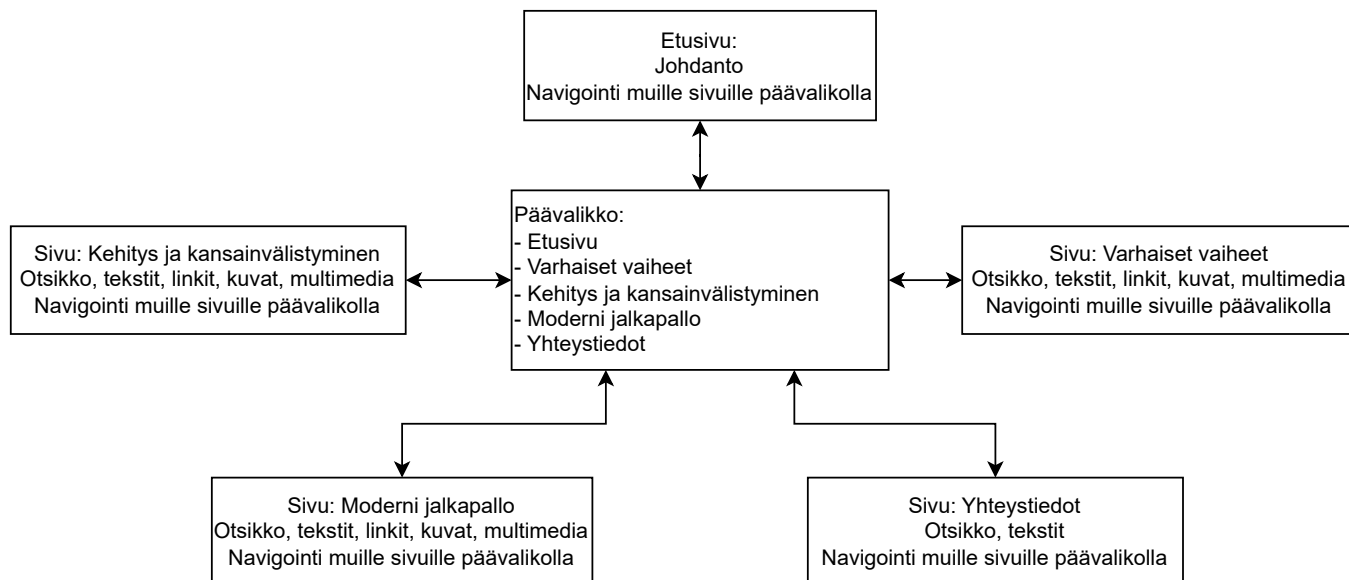 Etusivu:
Johdanto
Navigointi muille sivuille päävalikolla
Päävalikko:
- Etusivu
- Varhaiset vaiheet
- Kehitys ja kansainvälistyminen
- Moderni jalkapallo
- Yhteystiedot
Sivu: Kehitys ja kansainvälistyminen
Otsikko, tekstit, linkit, kuvat, multimedia
Navigointi muille sivuille päävalikolla
Sivu: Varhaiset vaiheet
Otsikko, tekstit, linkit, kuvat, multimedia
Navigointi muille sivuille päävalikolla
Sivu: Moderni jalkapallo
Otsikko, tekstit, linkit, kuvat, multimedia
Navigointi muille sivuille päävalikolla
Sivu: Yhteystiedot
Otsikko, tekstit
Navigointi muille sivuille päävalikolla